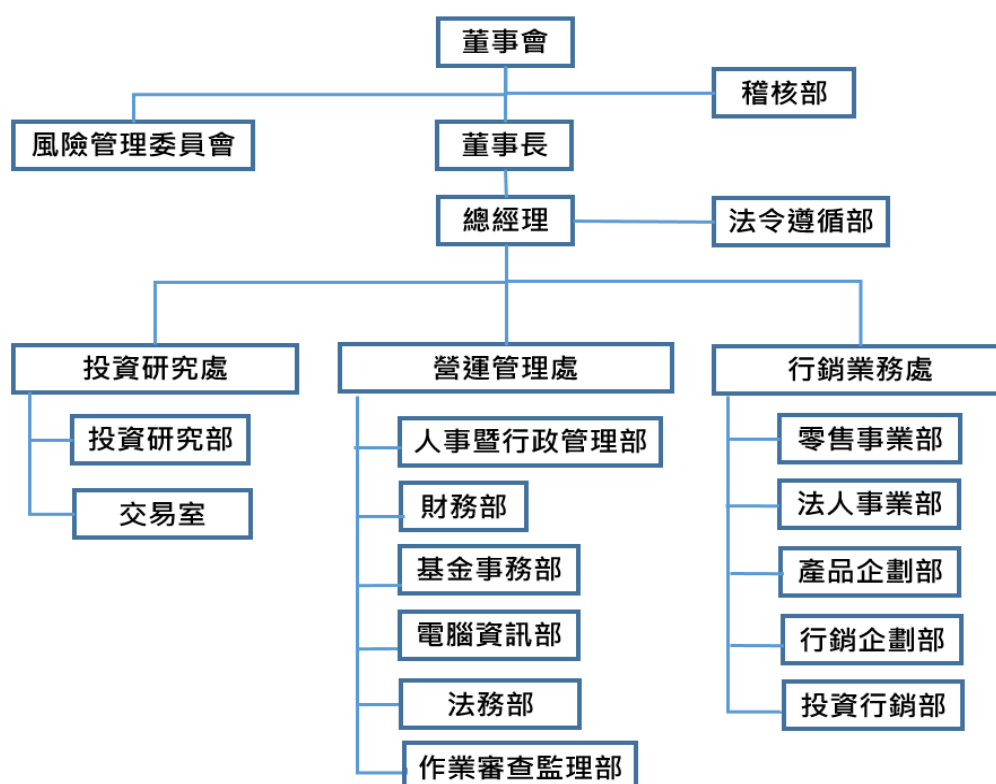 董事會
稽核部
風險管理委員會
董事長
總經理
法令遵循部
投資研究處
投資研究部
交易室
營運管理處
人事暨行政管理部
財務部
基金事務部
電腦資訊部
法務部
作業審查監理部
行銷業務處
零售事業部
法人事業部
產品企劃部
行銷企劃部
投資行銷部